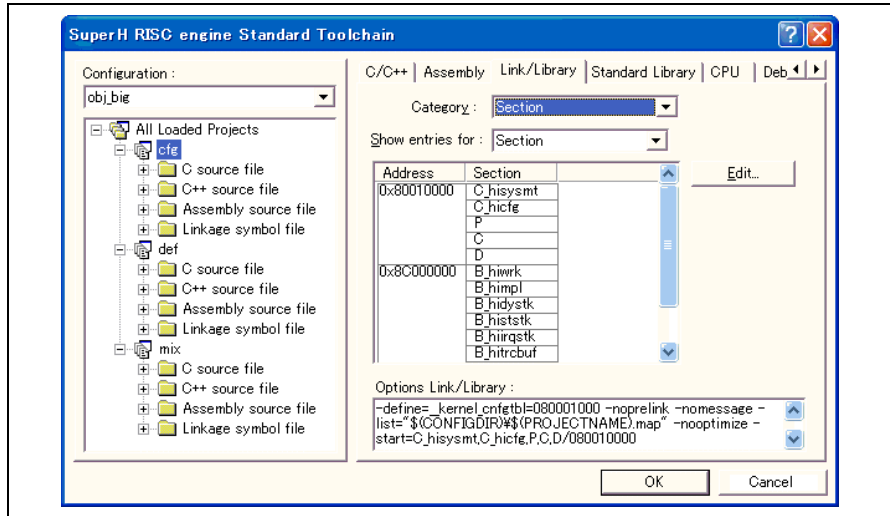 SuperH RISC engine Standard Toolchain
Configuration :
obj_big
All Loaded Projects
cfg
C source file
C++ source file
Assembly source file
Linkage symbol file
def
C source file
C++ source file
Assembly source file
Linkage symbol file
mix
C source file
C++ source file
Assembly source file
Linkage symbol file
C/C++ Assembly Link/Library Standard Library CPU Deb
Category : Section
Show entries for : Section
Address Section
Edit...
0x80010000 C_hisysmt
C_hicfg
P
C
D
0x8C000000 B_hiwrk
B_himpl
B_hidystk
B_histstk
B_hiirqstk
B_hitrcbuf
Options Link/Library :
-define=__kernel_cnfgtbl=080001000 -noprelink -nomessage -
list="$(CONFIGDIR)¥$(PROJECTNAME).map" -nooptimize -
start=C_hisysmt,C_hicfg,P,C,D/080010000
OK Cancel